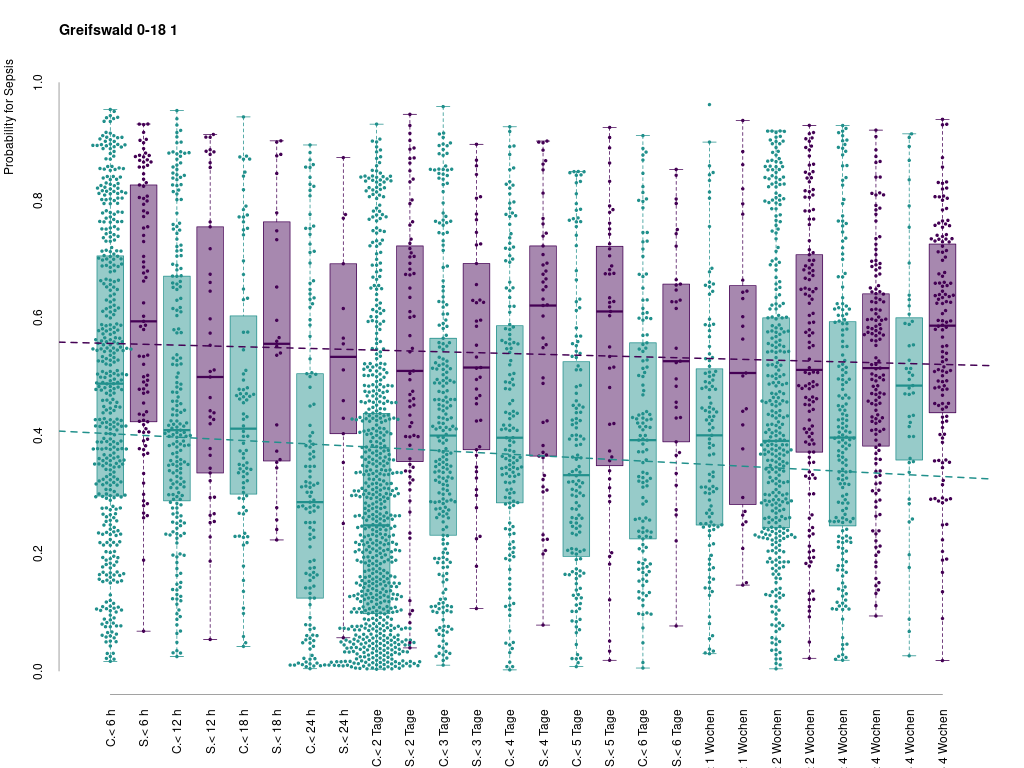 Greifswald 0-18 1
Probability for Sepsis
1.0
0.8
0.6
0.4
0.2
0.0
C.< 6 h
S.< 6 h
C.< 12 h
S.< 12 h
C.< 18 h
S.< 18 h
C.< 24 h
S.< 24 h
C.< 2 Tage
S.< 2 Tage
C.< 3 Tage
S.< 3 Tage
C.< 4 Tage
S.< 4 Tage
C.< 5 Tage
S.< 5 Tage
C.< 6 Tage
S.< 6 Tage
1 Wochen
1 Wochen
2 Wochen
2 Wochen
4 Wochen
4 Wochen
4 Wochen
4 Wochen